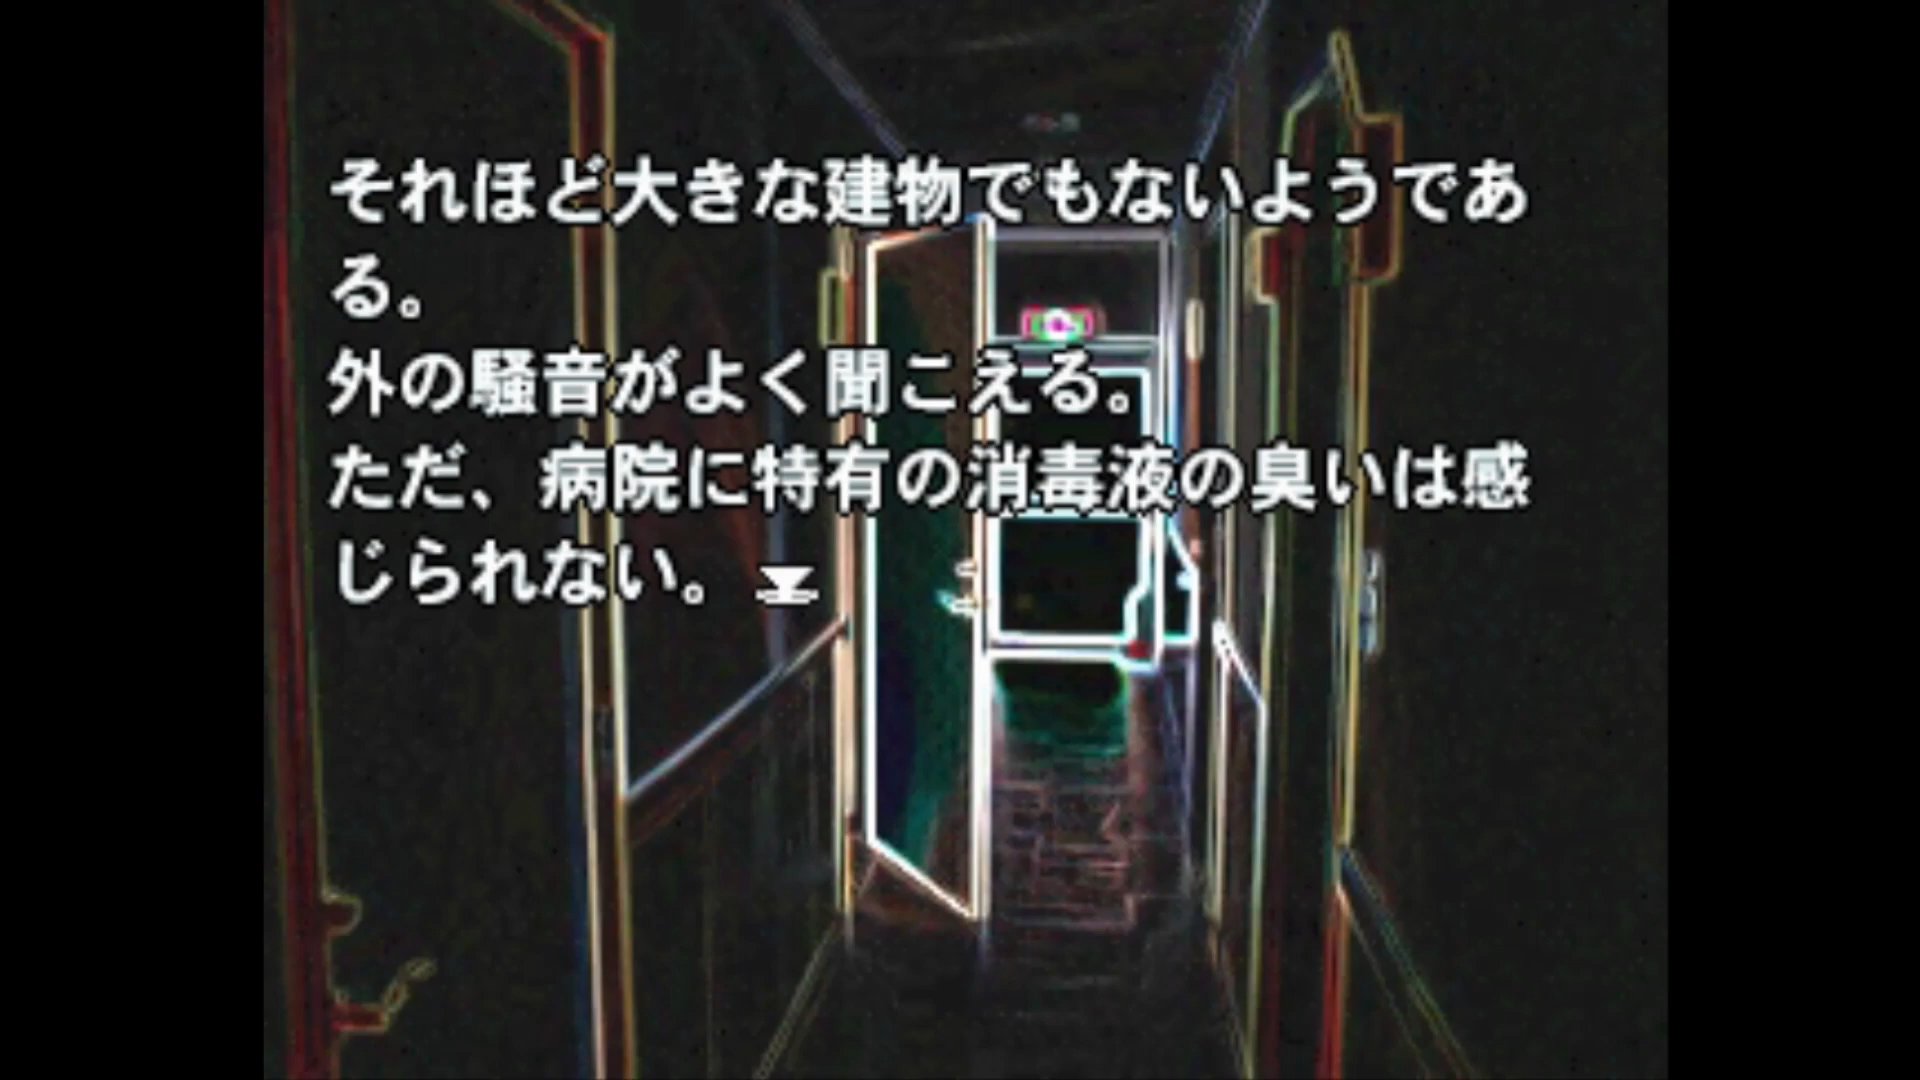 それほど大きな建物でもないようであ
る。
外の騒音がよく聞こえる。
ただ、病院に特有の消毒液の臭いは感
じられない。